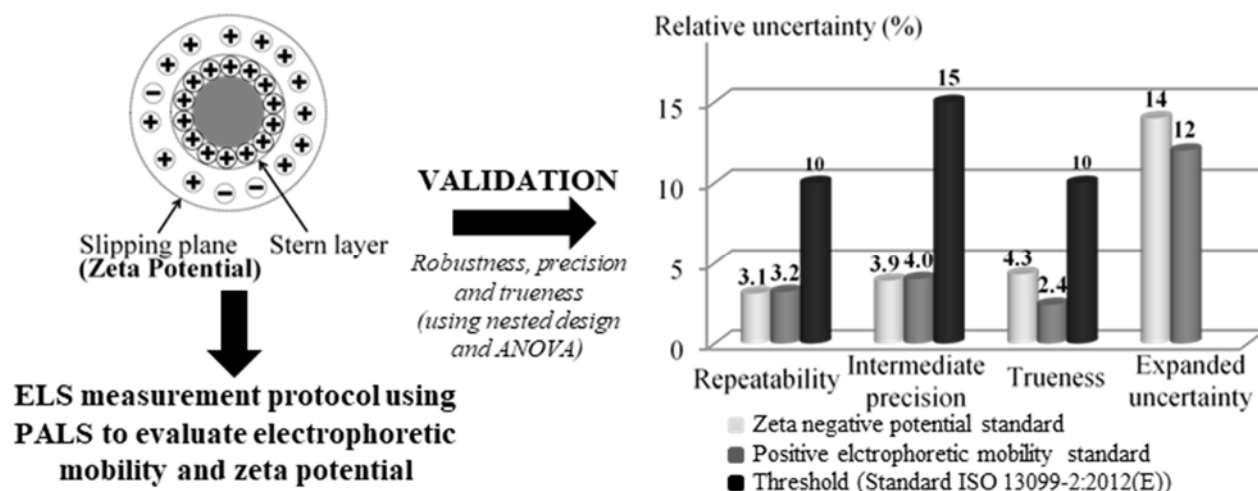 Slipping plane
(Zeta Potential)
Stern layer
ELS measurement protocol using
PALS to evaluate electrophoretic
mobility and zeta potential
VALIDATION
Robustness, precision
and trueness
(using nested design
and ANOVA)
Relative uncertainty (%)
15
10
5
0
3.1
3.2
10
3.9
4.0
15
4.3
2.4
10
14
12
Repeatability
Intermediate
precision
Trueness
Expanded
uncertainty
Zeta negative potential standard
Positive elctrophoretic mobility standard
Threshold (Standard ISO 13099-2:2012(E))